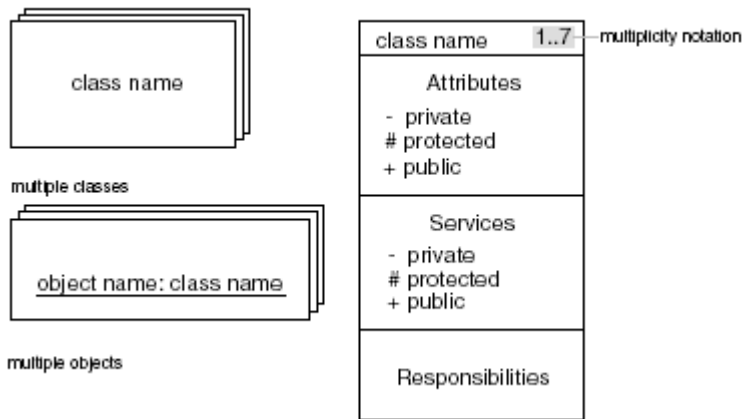 class name
multiple classes
object name: class name
multiple objects
class name 1..7 multiplicity notation
Attributes
- private
# protected
+ public
Services
- private
# protected
+ public
Responsibilities